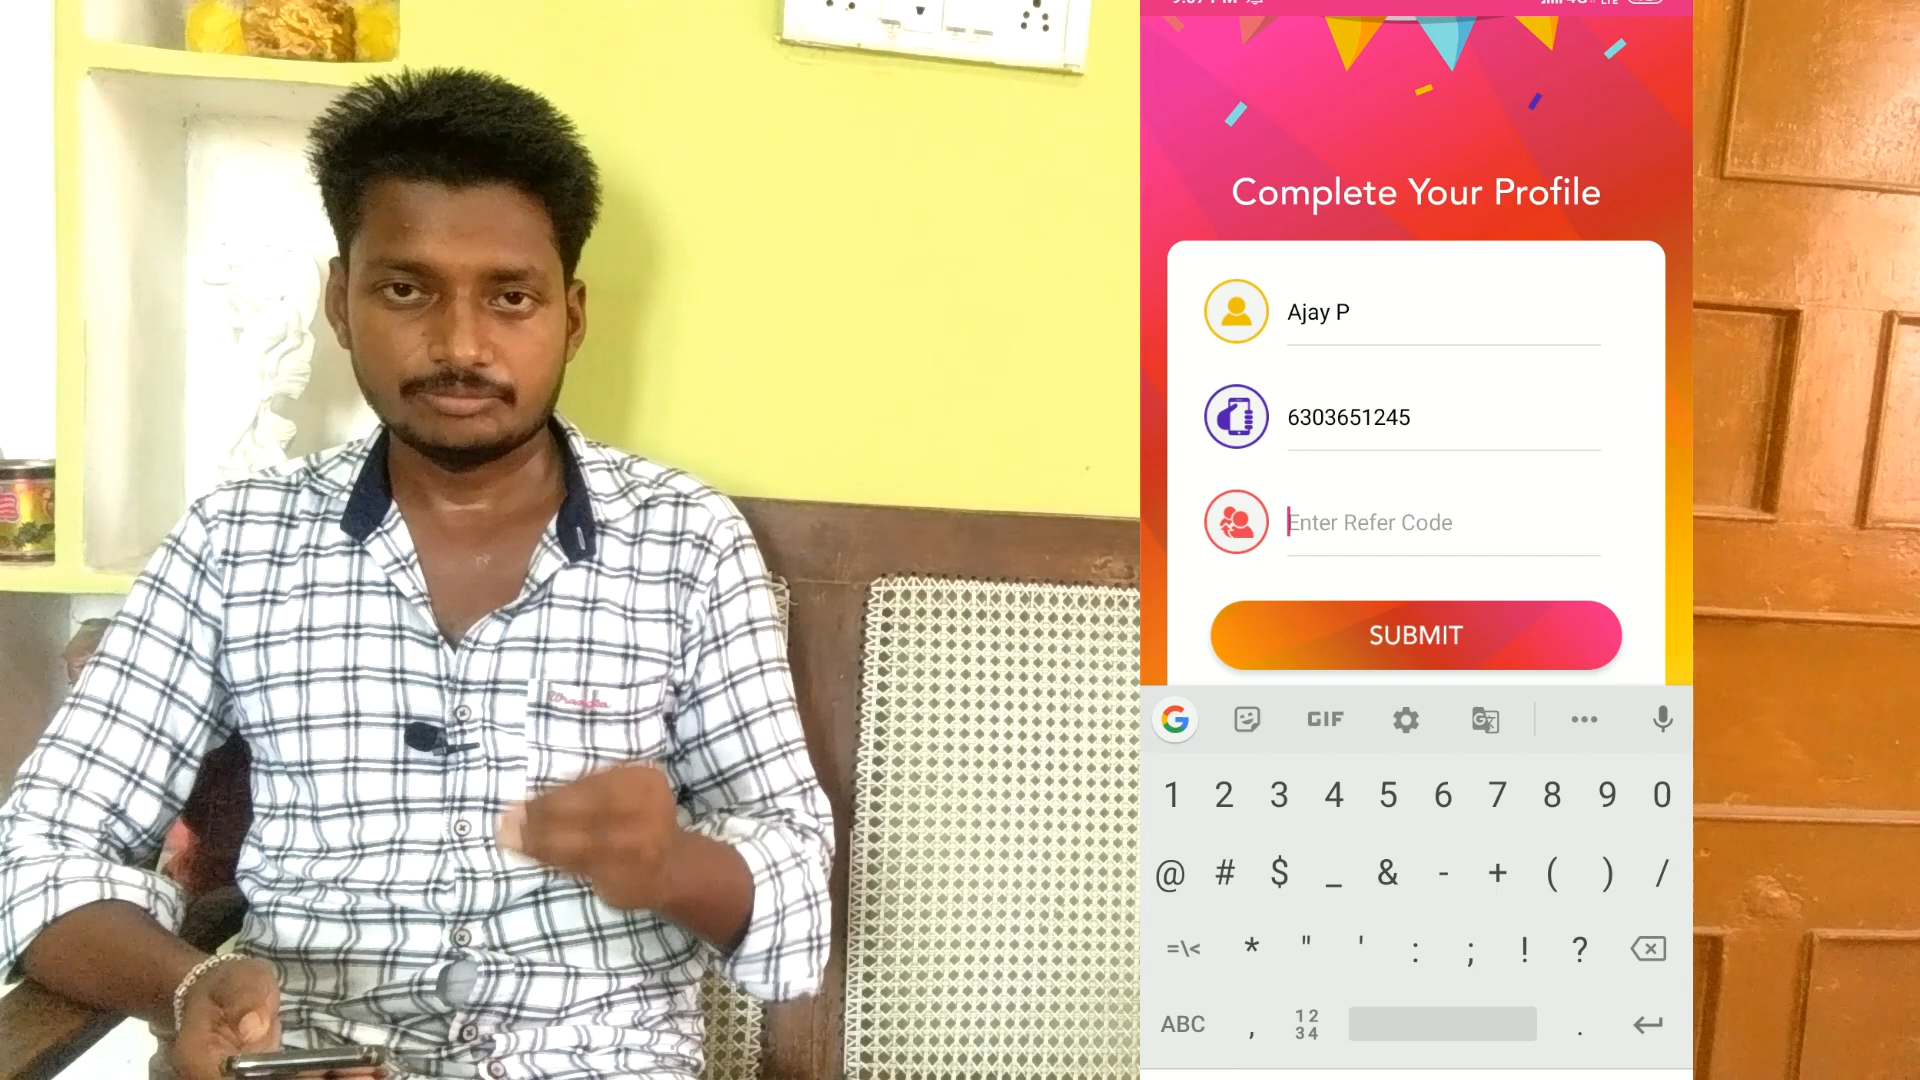 Complete Your Profile
Ajay P
6303651245
Enter Refer Code
SUBMIT
G GIF
1 2 3 4 5 6 7 8 9 0
@ # $ _ & - + ( ) /
=\< * " ' : ; ! ?
ABC , 12 34 .